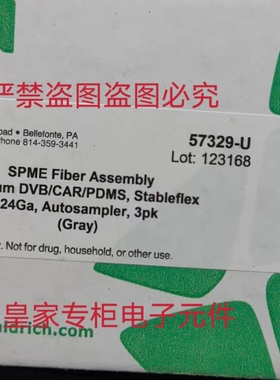 严禁盗图盗图必究
oad • Bellefonte, PA
phone 814-359-3441
57329-U
Lot: 123168
SPME Fiber Assembly
um DVB/CAR/PDMS, Stableflex
24Ga, Autosampler, 3pk
(Gray)
. Not for drug, household, or other use.
皇家专柜电子元件
ldrich.com